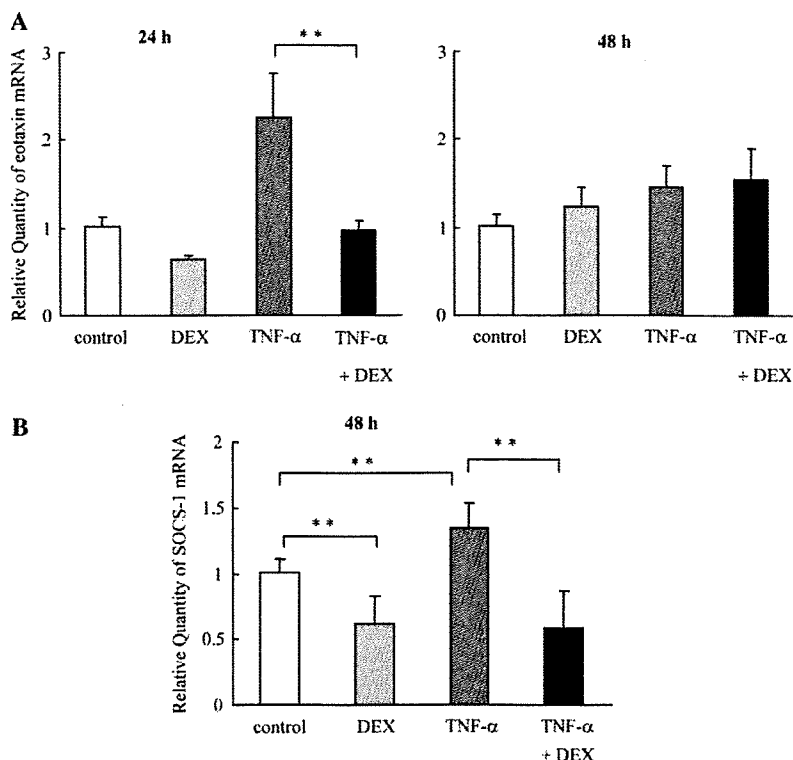 A
24 h
* *
Relative Quantity of eotaxin mRNA
3
2
1
0
control DEX TNF-α TNF-α
+ DEX
48 h
3
2
1
0
control DEX TNF-α TNF-α
+ DEX
B
48 h
Relative Quantity of SOCS-1 mRNA
2
1.5
1
0.5
0
* *
* *
* *
control DEX TNF-α TNF-α
+ DEX